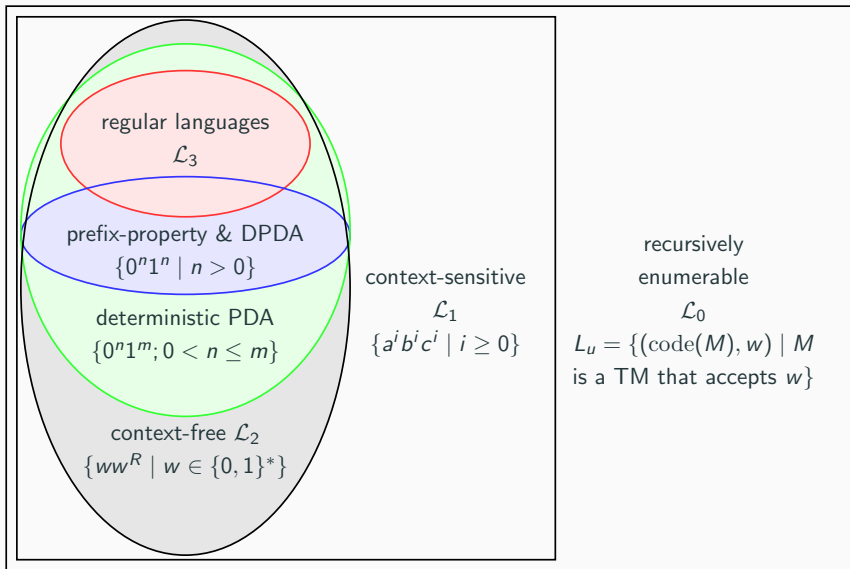 regular languages
ℒ₃
prefix-property & DPDA
{0ⁿ1ⁿ | n > 0}
deterministic PDA
{0ⁿ1ᵐ; 0 < n ≤ m}
context-free ℒ₂
{wwᴿ | w ∈ {0, 1}*}
context-sensitive
ℒ₁
{aⁱbⁱcⁱ | i ≥ 0}
recursively
enumerable
ℒ₀
Lᵤ = {(code(M), w) | M
is a TM that accepts w}